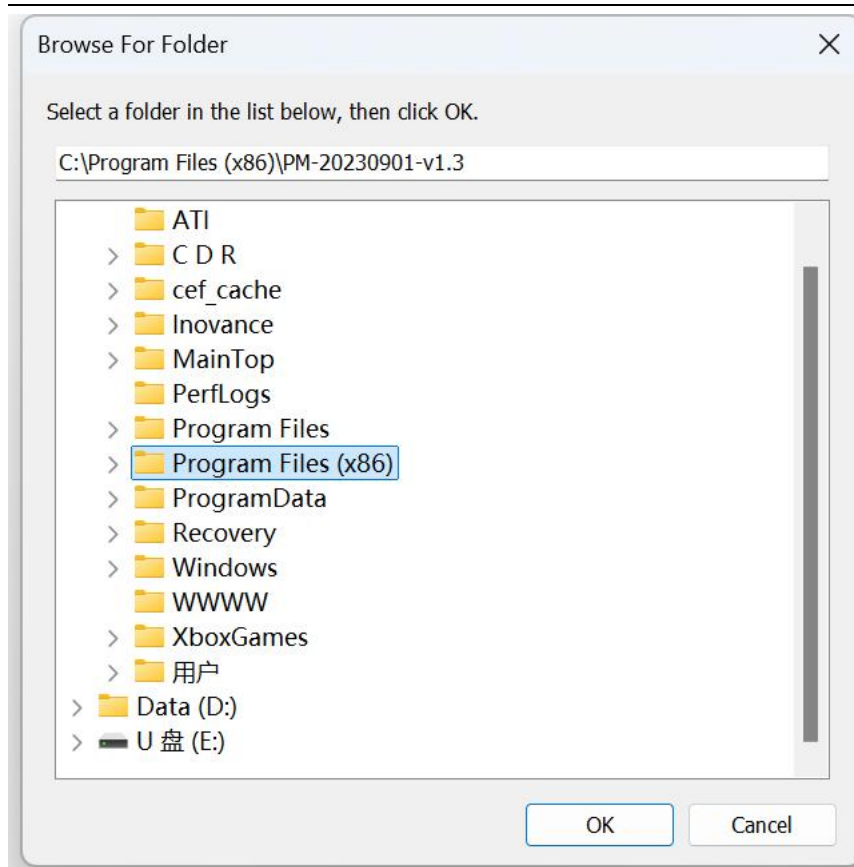 Browse For Folder
Select a folder in the list below, then click OK.
C:\Program Files (x86)\PM-20230901-v1.3
ATI
C D R
cef_cache
Inovance
MainTop
PerfLogs
Program Files
Program Files (x86)
ProgramData
Recovery
Windows
WWWW
XboxGames
用户
Data (D:)
U 盘 (E:)
OK Cancel